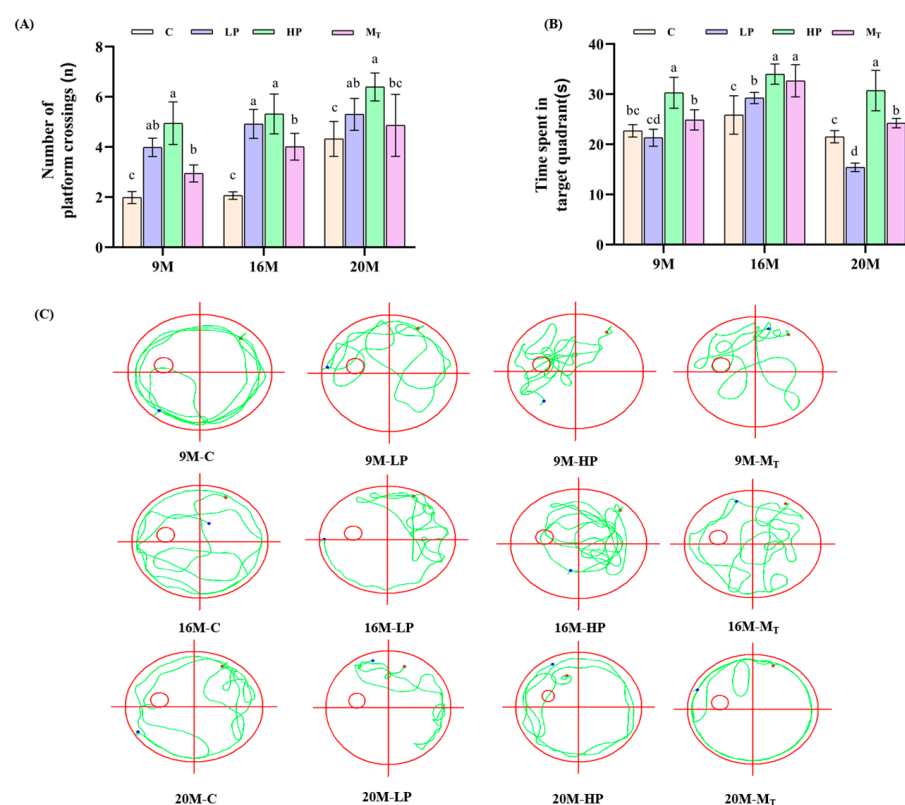 (A)
C LP HP MT
Number of
platform crossings (n)
8
6
4
2
0
c ab a b
c a a b
c ab a bc
9M 16M 20M
(B)
C LP HP MT
Time spent in
target quadrant(s)
40
30
20
10
0
bc cd a b
c b a a
c d a b
9M 16M 20M
(C)
9M-C 9M-LP 9M-HP 9M-MT
16M-C 16M-LP 16M-HP 16M-MT
20M-C 20M-LP 20M-HP 20M-MT